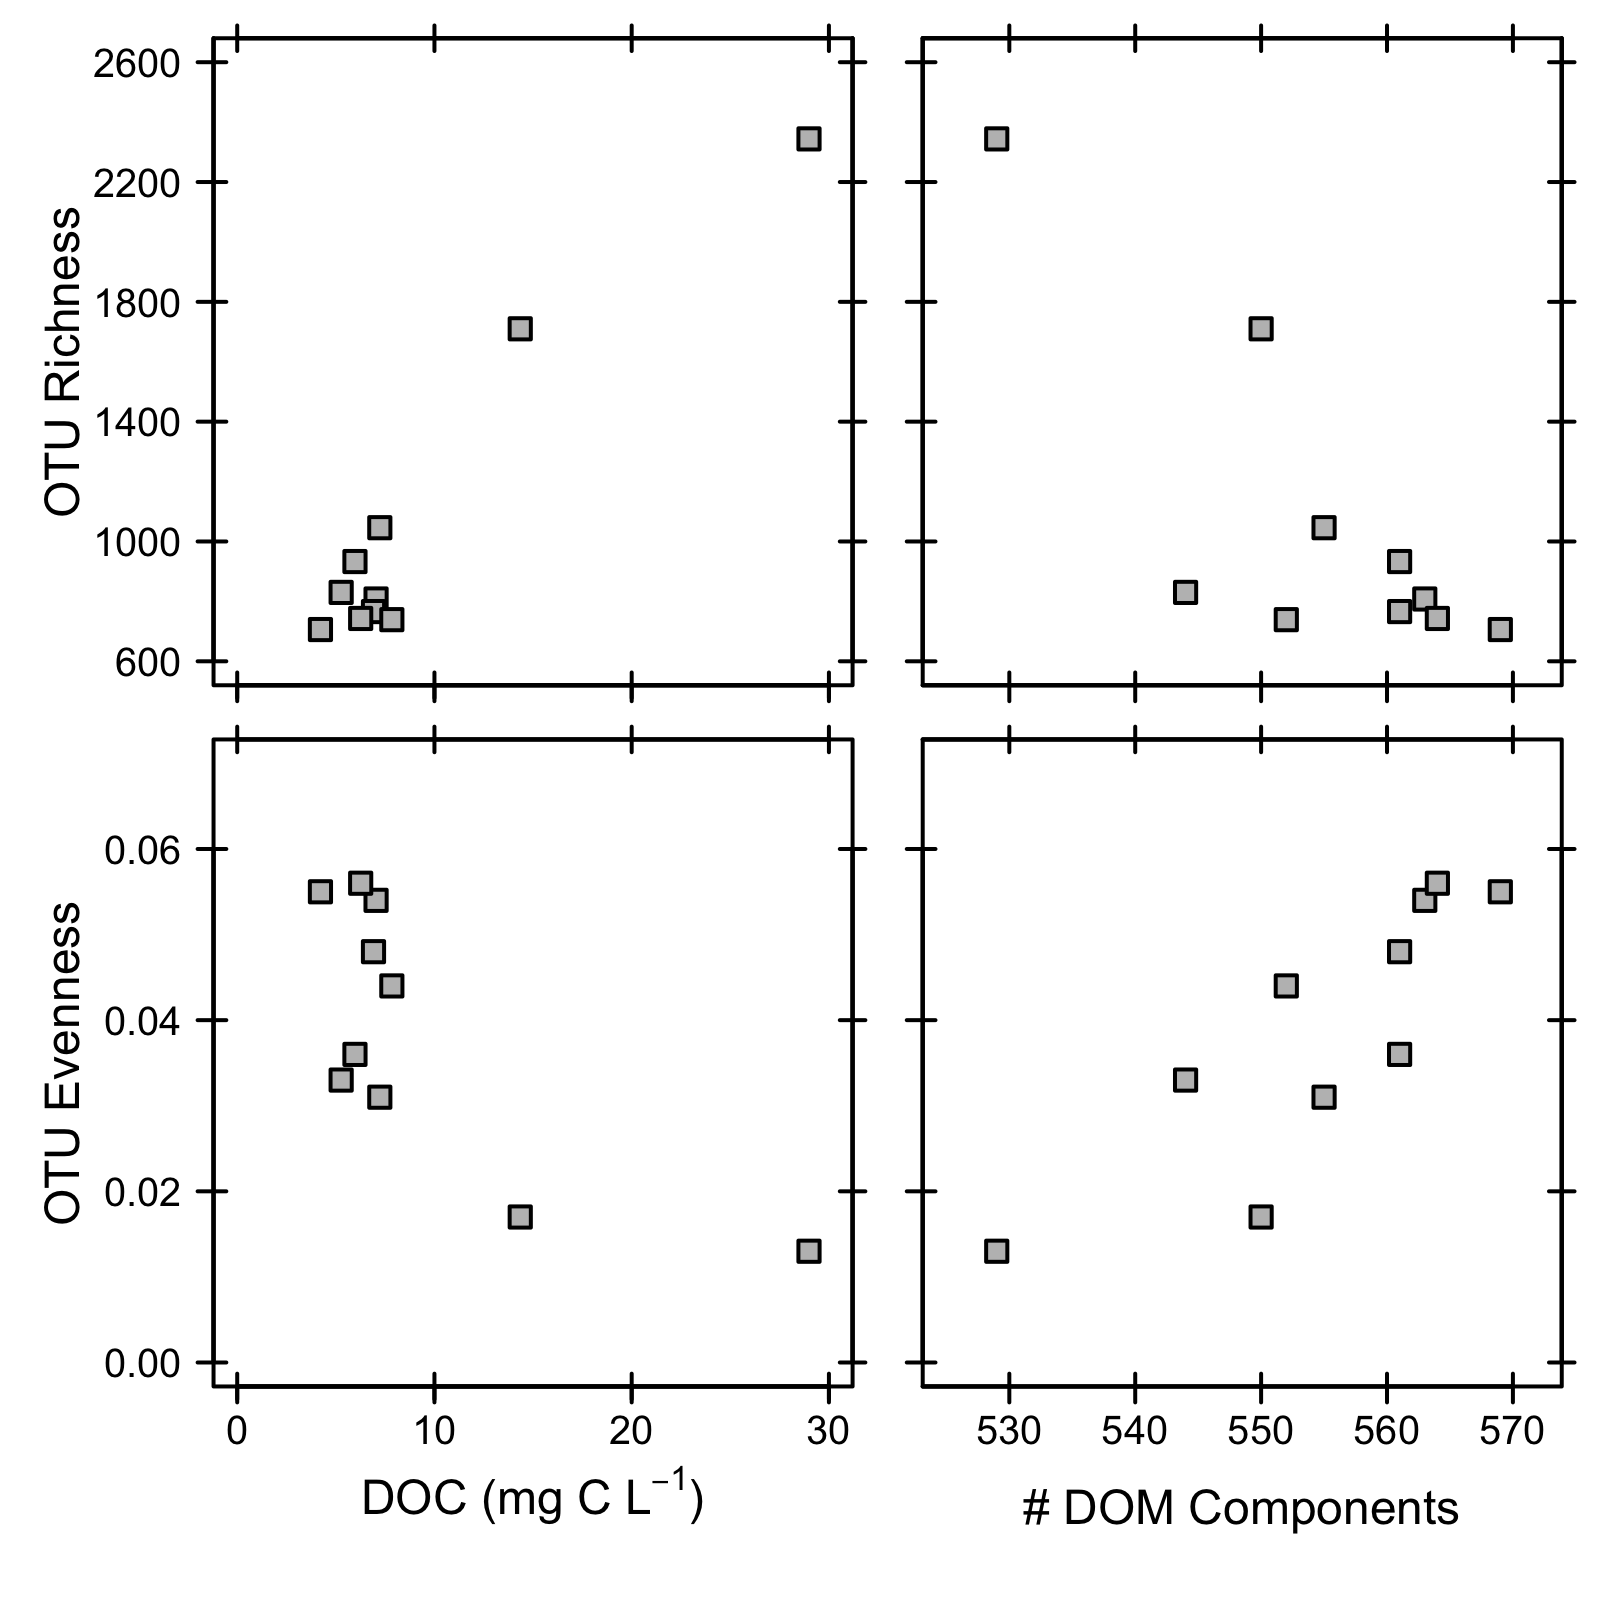 OTU Richness
2600
2200
1800
1400
1000
600
OTU Evenness
0.06
0.04
0.02
0.00
0 10 20 30
530 540 550 560 570
DOC (mg C L⁻¹)
# DOM Components